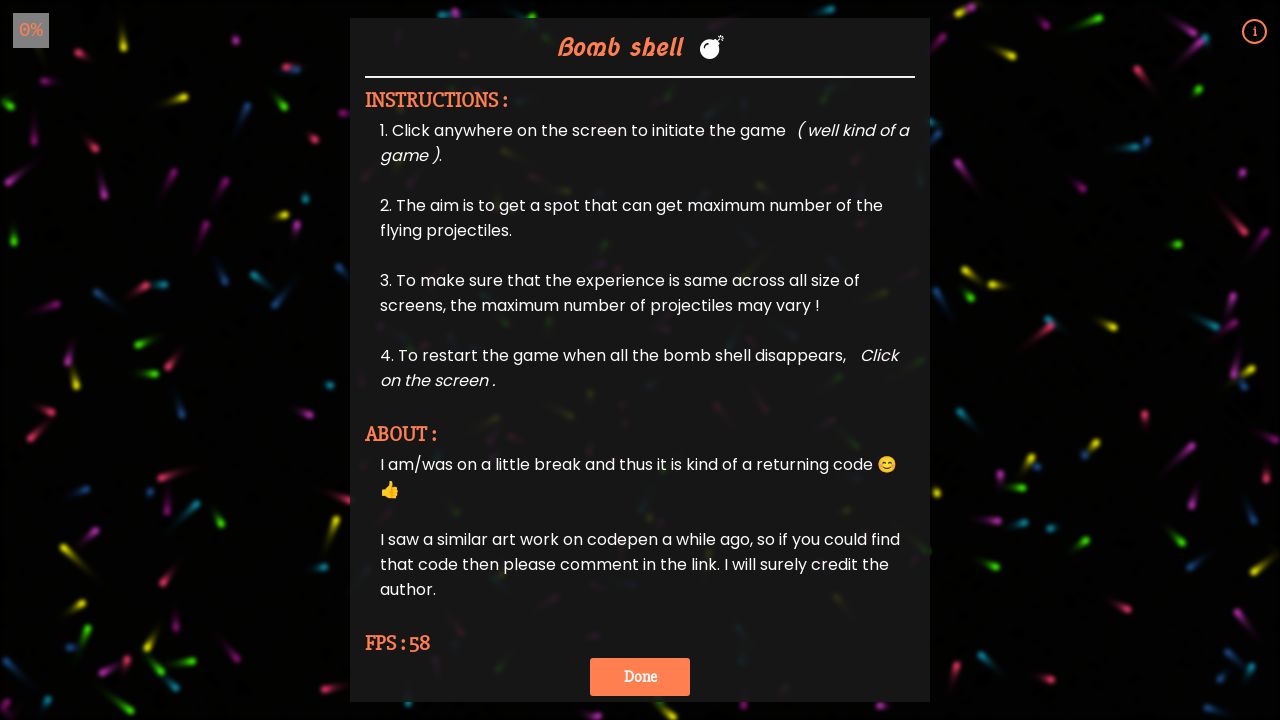 0%
i
Bomb shell 💣
INSTRUCTIONS :
1. Click anywhere on the screen to initiate the game ( well kind of a
game ).
2. The aim is to get a spot that can get maximum number of the
flying projectiles.
3. To make sure that the experience is same across all size of
screens, the maximum number of projectiles may vary !
4. To restart the game when all the bomb shell disappears, Click
on the screen .
ABOUT :
I am/was on a little break and thus it is kind of a returning code 😊
👍
I saw a similar art work on codepen a while ago, so if you could find
that code then please comment in the link. I will surely credit the
author.
FPS : 58
Done